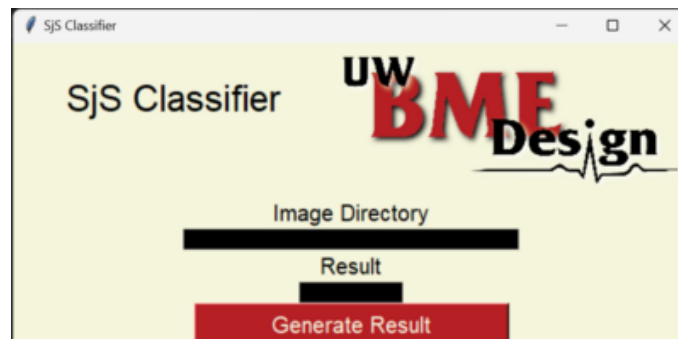 SjS Classifier
SjS Classifier
UW
BME
Design
Image Directory
Result
Generate Result